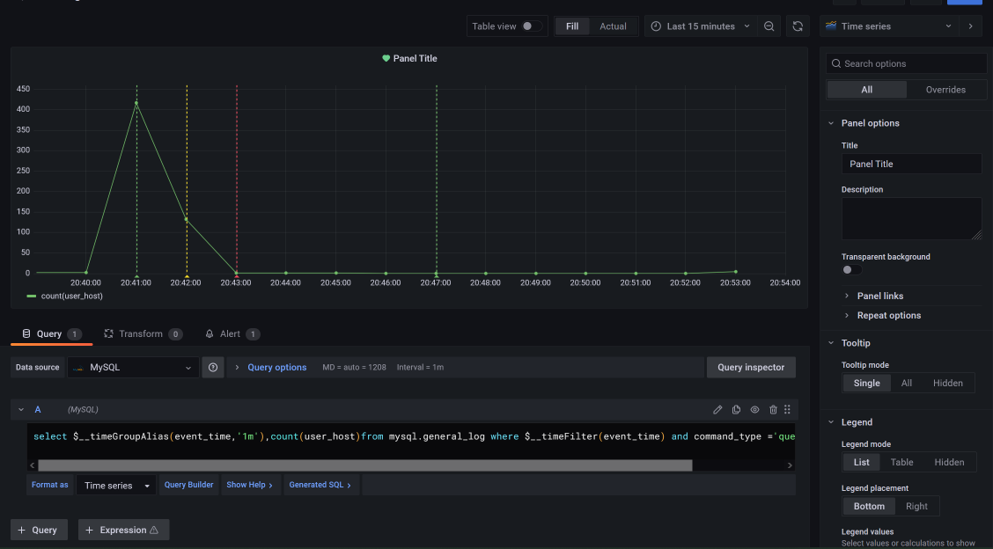 Table view
Fill
Actual
Last 15 minutes
Time series
Panel Title
Search options
All
Overrides
450
400
350
300
250
200
150
100
50
0
20:40:00
20:41:00
20:42:00
20:43:00
20:44:00
20:45:00
20:46:00
20:47:00
20:48:00
20:49:00
20:50:00
20:51:00
20:52:00
20:53:00
20:54:00
count(user_host)
Panel options
Title
Panel Title
Description
Transparent background
Panel links
Repeat options
Tooltip
Tooltip mode
Single
All
Hidden
Legend
Legend mode
List
Table
Hidden
Legend placement
Bottom
Right
Legend values
Select values or calculations to show
Query 1
Transform 0
Alert 1
Data source
MySQL
Query options
MD = auto = 1208
Interval = 1m
Query inspector
A
(MySQL)
select $__timeGroupAlias(event_time,'1m'),count(user_host)from mysql.general_log where $__timeFilter(event_time) and command_type ='que
Format as
Time series
Query Builder
Show Help
Generated SQL
+ Query
+ Expression